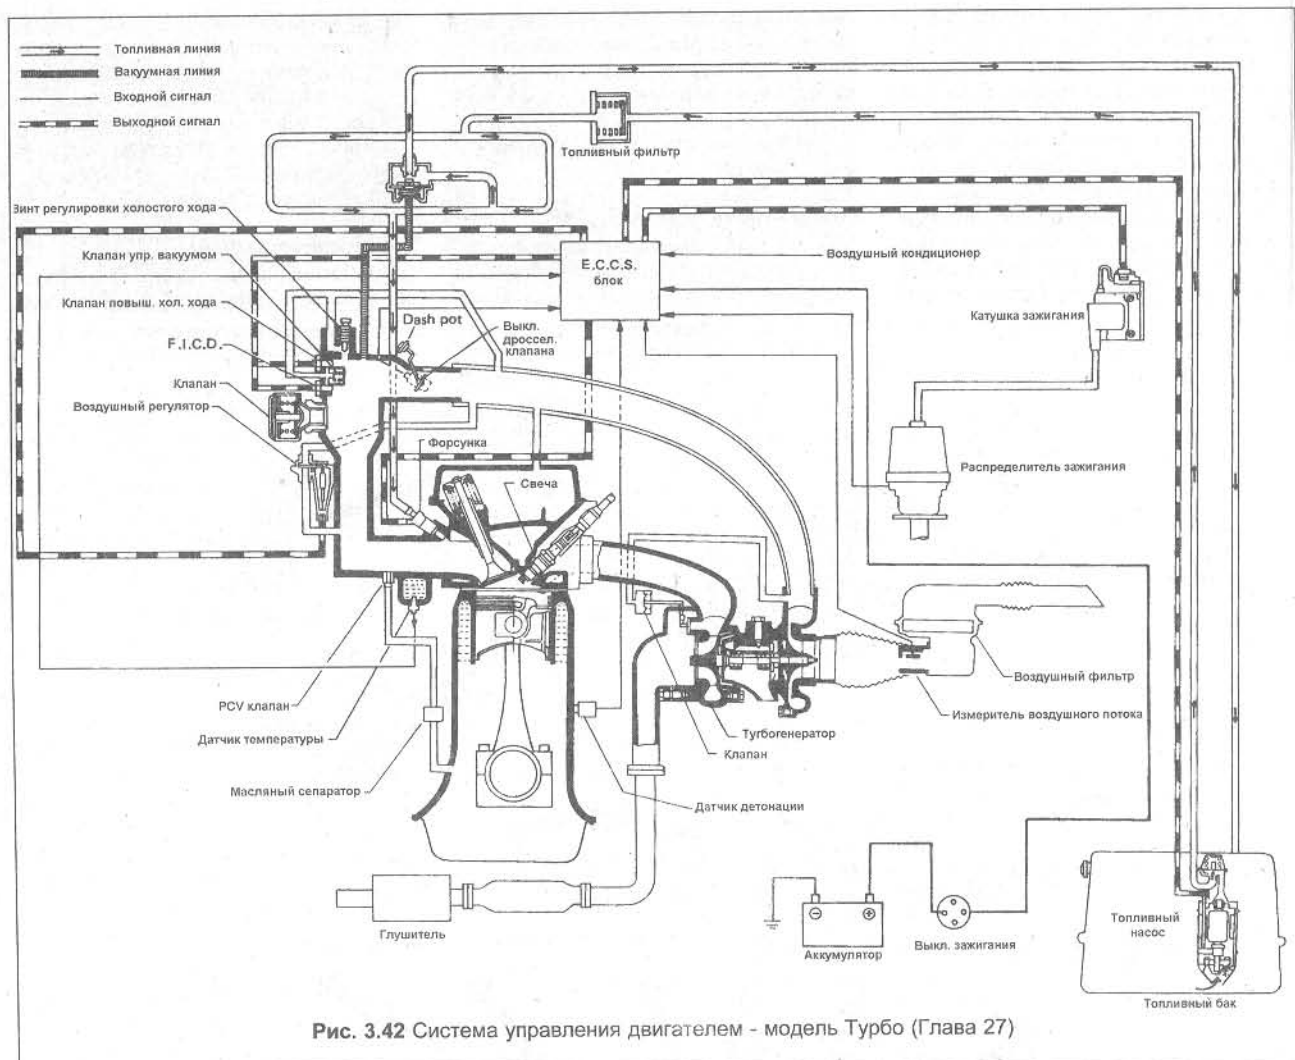 Топливная линия
Вакуумная линия
Входной сигнал
Выходной сигнал
Топливный фильтр
Зинт регулировки холостого хода
Клапан упр. вакуумом
Клапан повыш. хол. хода
F.I.C.D.
Клапан
Воздушный регулятор
Dash pot
Выкл.
дроссел.
клапана
E.C.C.S.
блок
Воздушный кондиционер
Катушка зажигания
Форсунка
Свеча
Распределитель зажигания
PCV клапан
Датчик температуры
Масляный сепаратор
Воздушный фильтр
Измеритель воздушного потока
Тугбогенератор
Клапан
Датчик детонации
Глушитель
Аккумулятор
Выкл. зажигания
Топливный
насос
Топливный бак
Рис. 3.42 Система управления двигателем - модель Турбо (Глава 27)